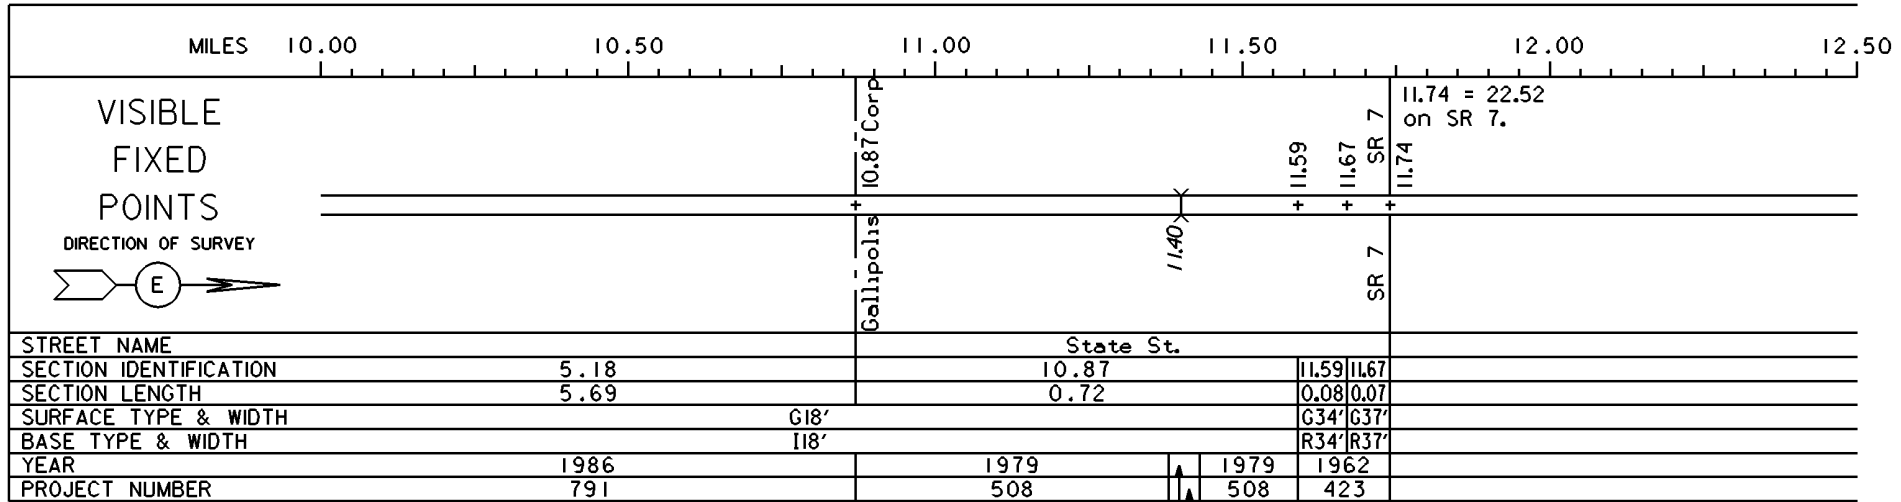 MILES 10.00 10.50 11.00 11.50 12.00 12.50
VISIBLE
FIXED
POINTS
DIRECTION OF SURVEY
E
10.87 Corp
Gallipolis
11.40
11.59
11.67
SR 7
SR 7
11.74
11.74 = 22.52
on SR 7.
STREET NAME State St.
SECTION IDENTIFICATION 5.18 10.87 11.59 11.67
SECTION LENGTH 5.69 0.72 0.08 0.07
SURFACE TYPE & WIDTH G18' G34' G37'
BASE TYPE & WIDTH I18' R34' R37'
YEAR 1986 1979 1979 1962
PROJECT NUMBER 791 508 508 423